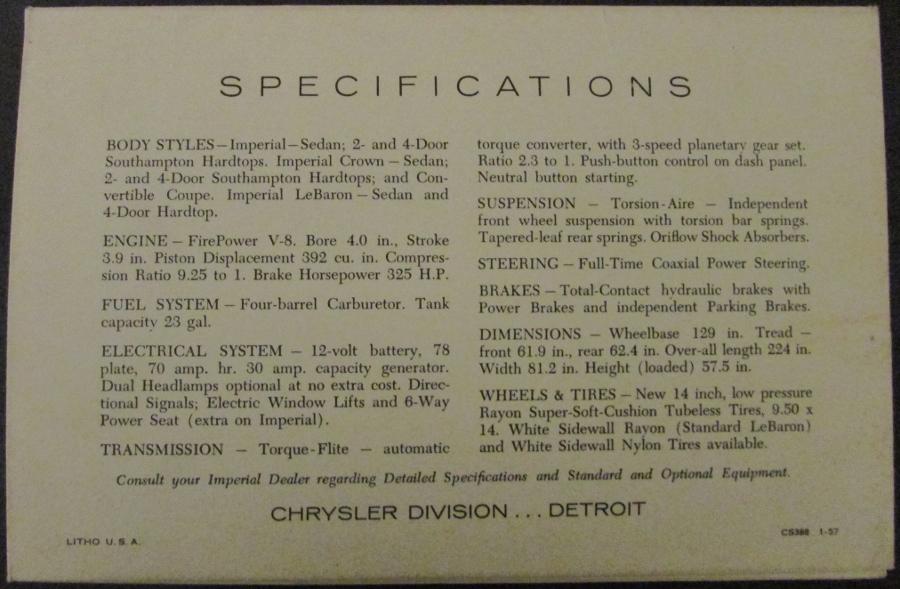 SPECIFICATIONS
BODY STYLES—Imperial—Sedan; 2- and 4-Door
Southampton Hardtops. Imperial Crown — Sedan;
2- and 4-Door Southampton Hardtops; and Con-
vertible Coupe. Imperial LeBaron — Sedan and
4-Door Hardtop.
ENGINE — FirePower V-8. Bore 4.0 in., Stroke
3.9 in. Piston Displacement 392 cu. in. Compres-
sion Ratio 9.25 to 1. Brake Horsepower 325 H.P.
FUEL SYSTEM — Four-barrel Carburetor. Tank
capacity 23 gal.
ELECTRICAL SYSTEM — 12-volt battery, 78
plate, 70 amp. hr. 30 amp. capacity generator.
Dual Headlamps optional at no extra cost. Direc-
tional Signals; Electric Window Lifts and 6-Way
Power Seat (extra on Imperial).
TRANSMISSION — Torque-Flite — automatic
torque converter, with 3-speed planetary gear set.
Ratio 2.3 to 1. Push-button control on dash panel.
Neutral button starting.
SUSPENSION — Torsion-Aire — Independent
front wheel suspension with torsion bar springs.
Tapered-leaf rear springs. Oriflow Shock Absorbers.
STEERING — Full-Time Coaxial Power Steering.
BRAKES — Total-Contact hydraulic brakes with
Power Brakes and independent Parking Brakes.
DIMENSIONS — Wheelbase 129 in. Tread —
front 61.9 in., rear 62.4 in. Over-all length 224 in.
Width 81.2 in. Height (loaded) 57.5 in.
WHEELS & TIRES — New 14 inch, low pressure
Rayon Super-Soft-Cushion Tubeless Tires, 9.50 x
14. White Sidewall Rayon (Standard LeBaron)
and White Sidewall Nylon Tires available.
Consult your Imperial Dealer regarding Detailed Specifications and Standard and Optional Equipment.
CHRYSLER DIVISION . . . DETROIT
LITHO U. S. A.
CS388 1-57